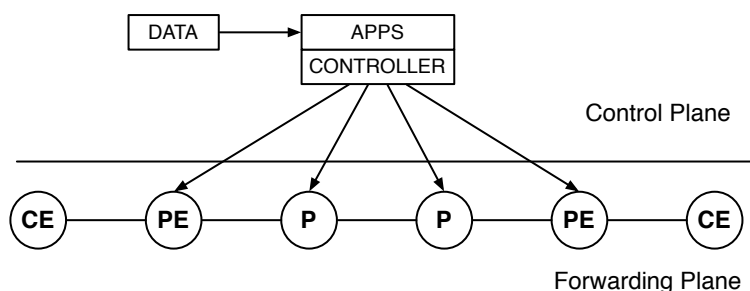 DATA
APPS
CONTROLLER
Control Plane
CE PE P P PE CE
Forwarding Plane